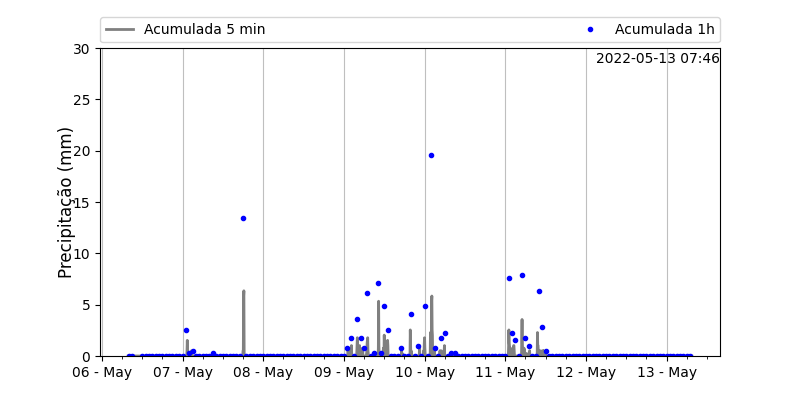 Acumulada 5 min
Acumulada 1h
2022-05-13 07:46
Precipitação (mm)
30
25
20
15
10
5
0
06 - May 07 - May 08 - May 09 - May 10 - May 11 - May 12 - May 13 - May